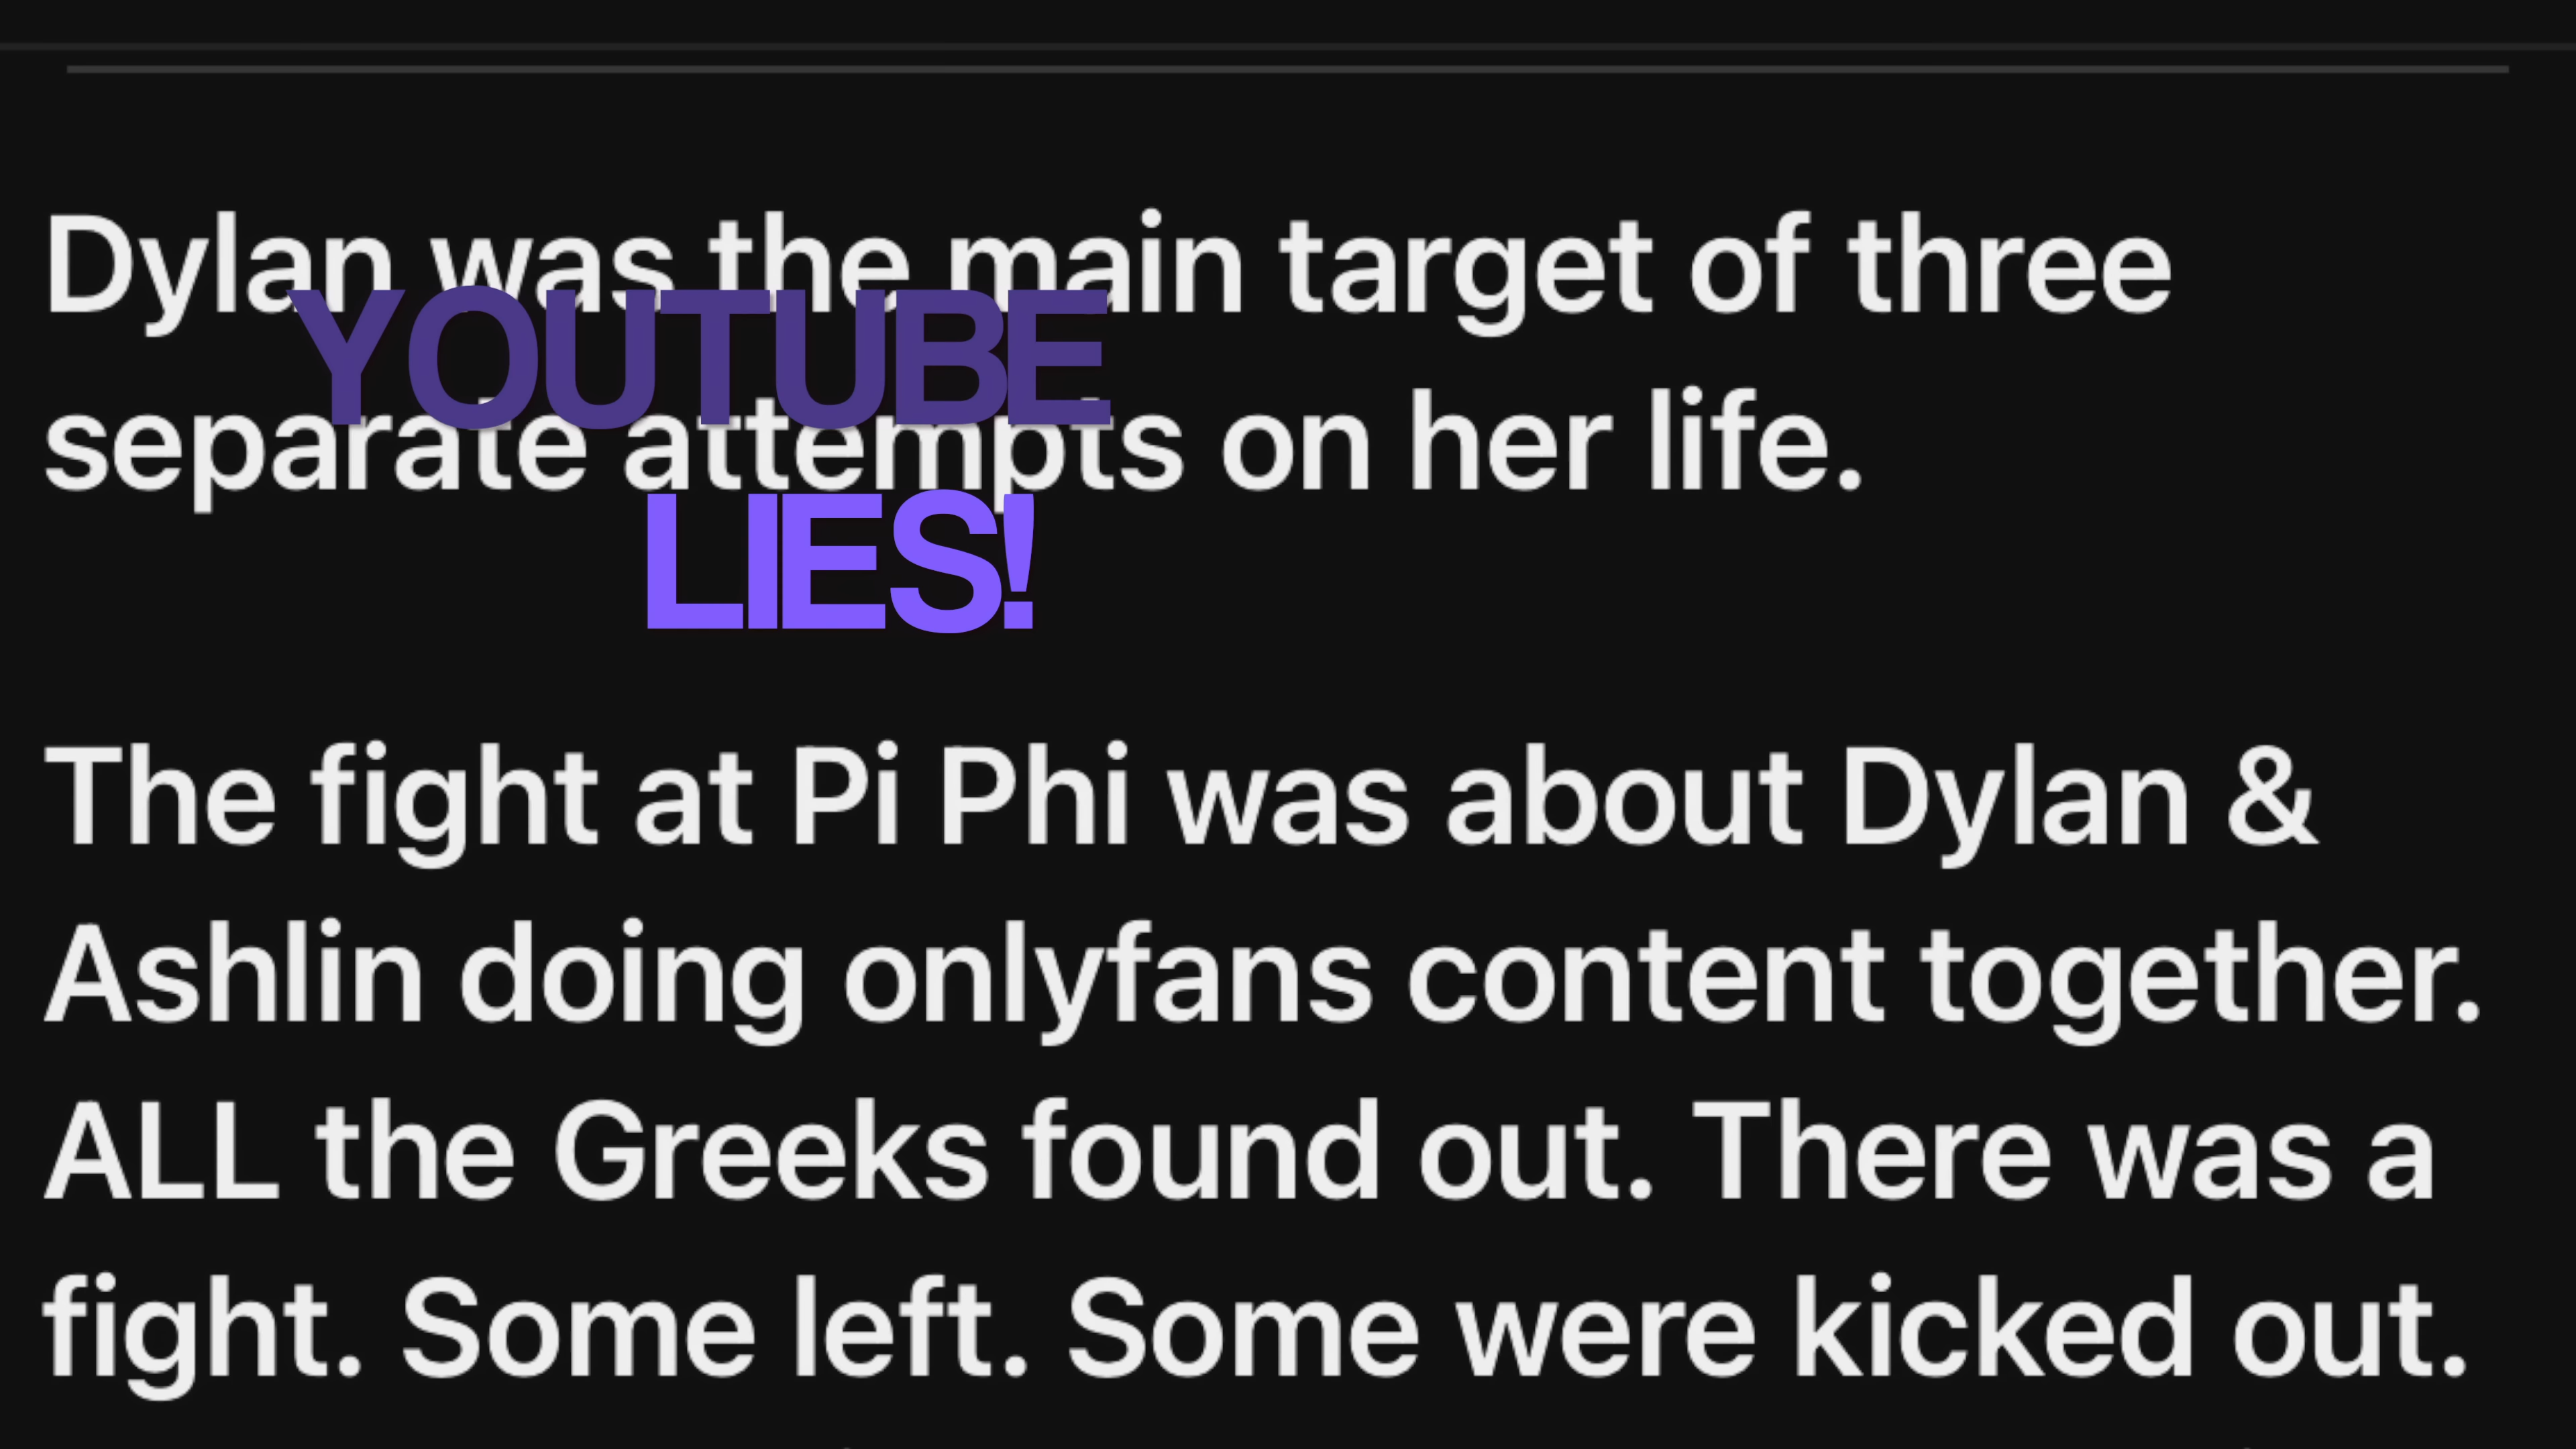 Dylan was the main target of three
YOUTUBE
separate attempts on her life.
LIES!
The fight at Pi Phi was about Dylan &
Ashlin doing onlyfans content together.
ALL the Greeks found out. There was a
fight. Some left. Some were kicked out.